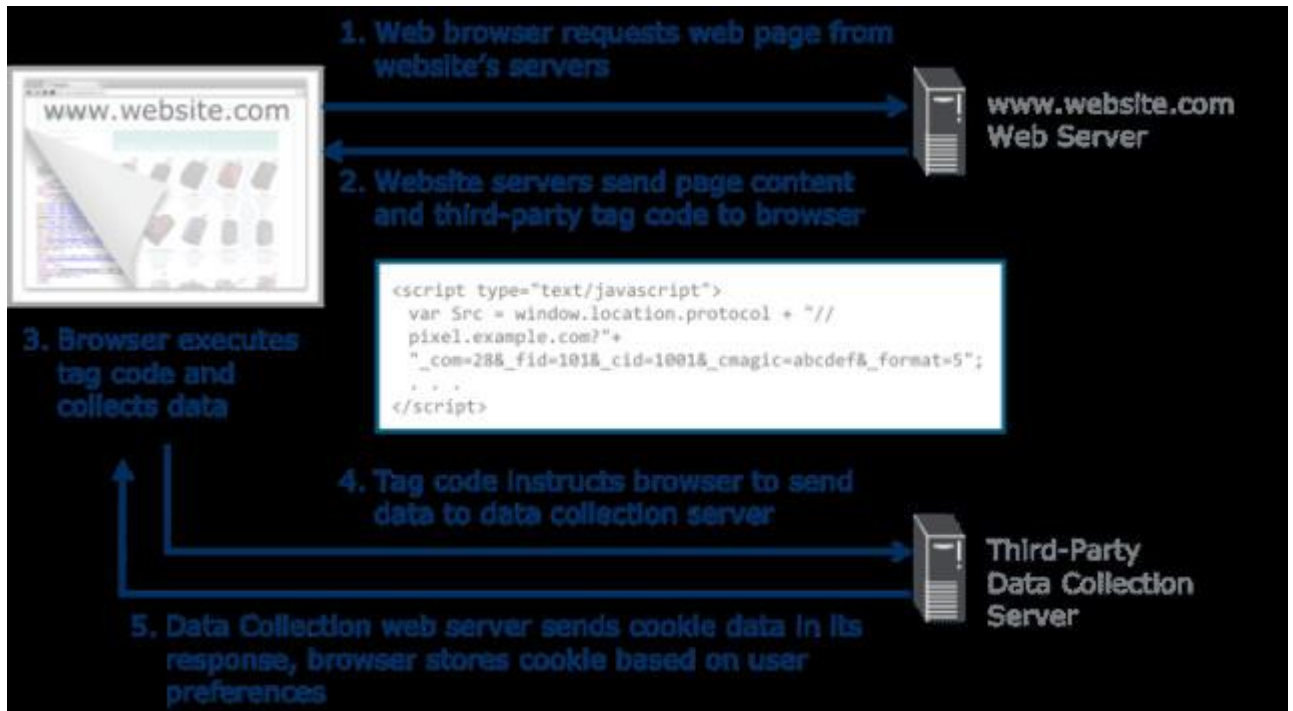 1. Web browser requests web page from
website's servers
www.website.com
www.website.com
Web Server
2. Website servers send page content
and third-party tag code to browser
<script type="text/javascript">
var Src = window.location.protocol + "//
pixel.example.com?"+
"_com=28&_fid=101&_cid=1001&_cmagic=abcdef&_format=5";
. . .
</script>
3. Browser executes
tag code and
collects data
4. Tag code instructs browser to send
data to data collection server
Third-Party
Data Collection
Server
5. Data Collection web server sends cookie data in its
response, browser stores cookie based on user
preferences